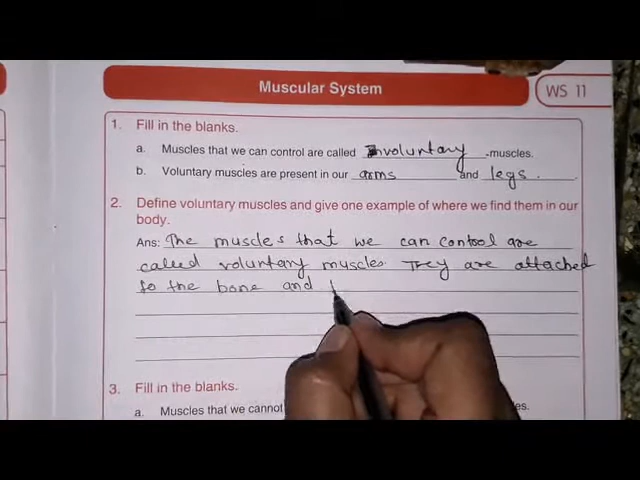 Muscular System
WS 11
1. Fill in the blanks.
a. Muscles that we can control are called voluntary muscles.
b. Voluntary muscles are present in our arms and legs.
2. Define voluntary muscles and give one example of where we find them in our
body.
Ans: The muscles that we can control are
called voluntary muscles. They are attached
to the bone and
3. Fill in the blanks.
a. Muscles that we cannot